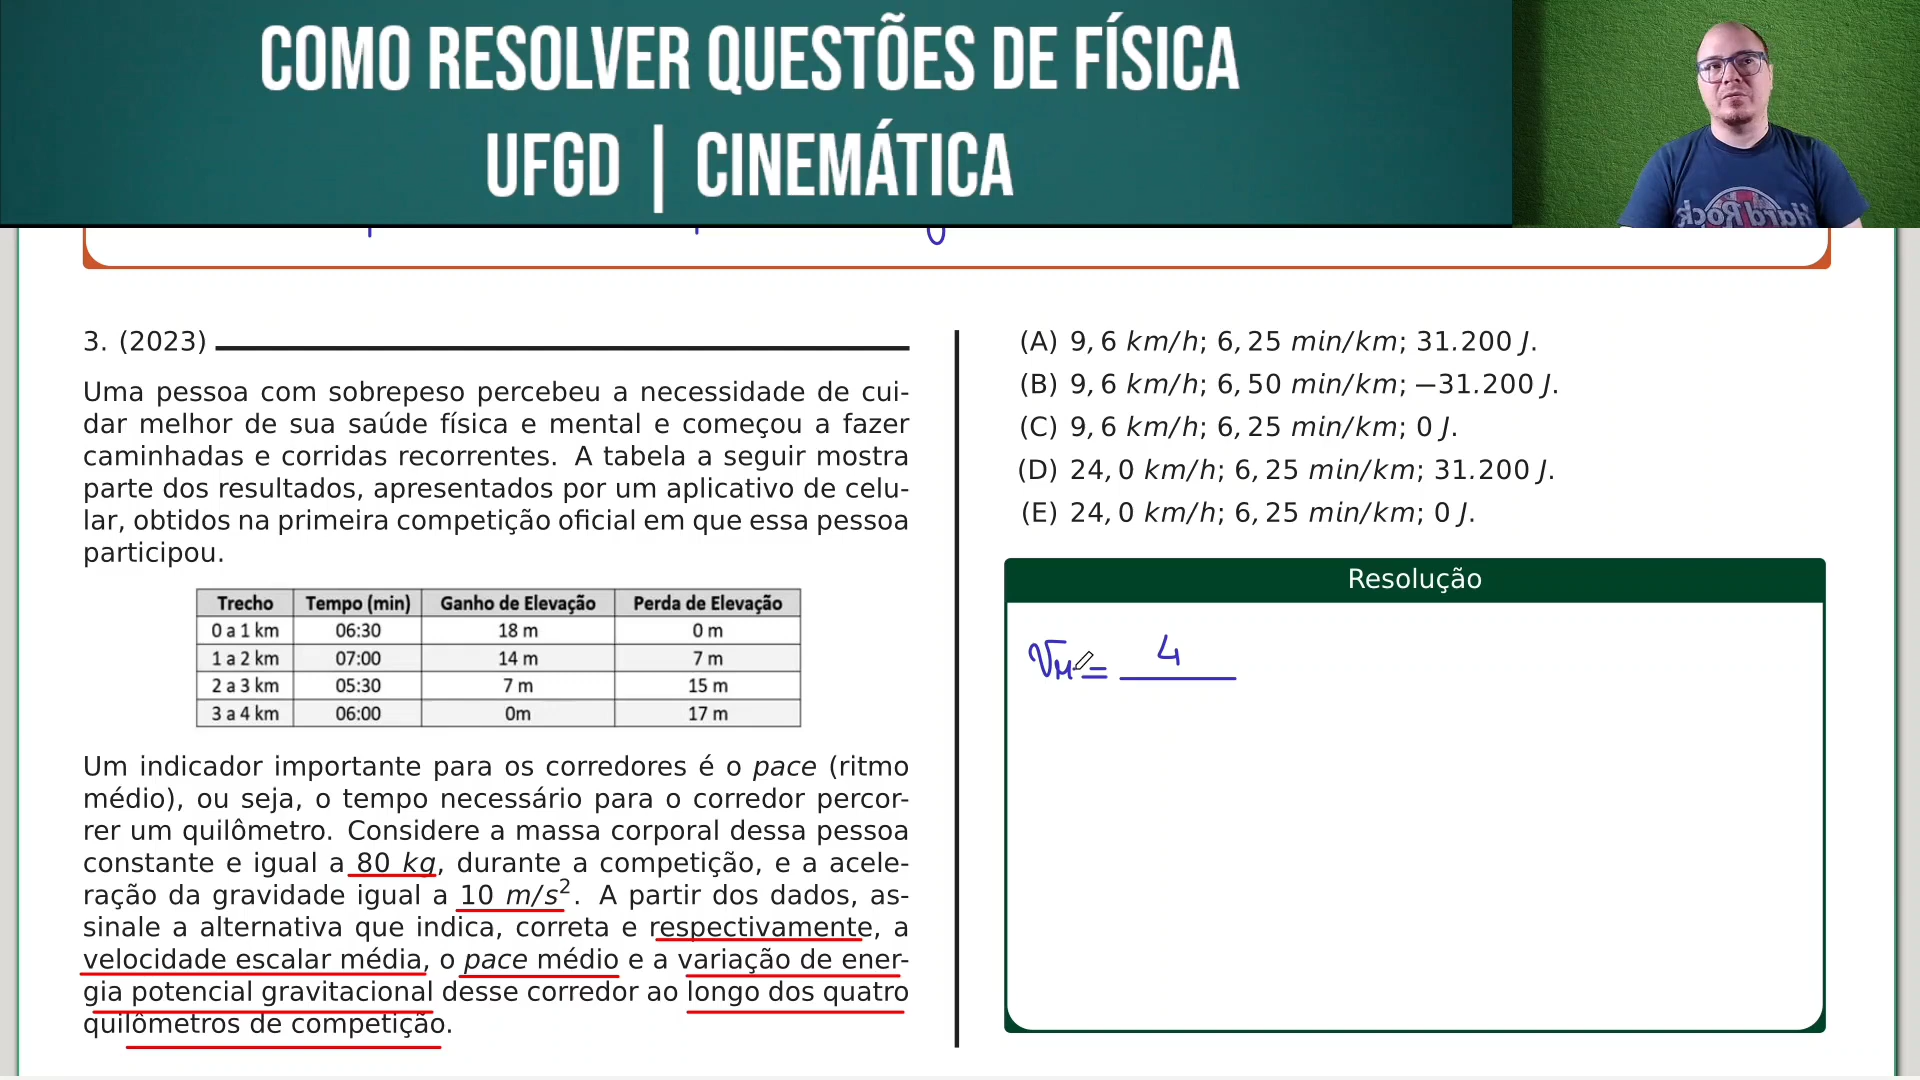 COMO RESOLVER QUESTÕES DE FÍSICA
UFGD | CINEMÁTICA
Hard Rock
3. (2023)
Uma pessoa com sobrepeso percebeu a necessidade de cui-
dar melhor de sua saúde física e mental e começou a fazer
caminhadas e corridas recorrentes. A tabela a seguir mostra
parte dos resultados, apresentados por um aplicativo de celu-
lar, obtidos na primeira competição oficial em que essa pessoa
participou.
Trecho Tempo (min) Ganho de Elevação Perda de Elevação
0 a 1 km 06:30 18 m 0 m
1 a 2 km 07:00 14 m 7 m
2 a 3 km 05:30 7 m 15 m
3 a 4 km 06:00 0m 17 m
Um indicador importante para os corredores é o pace (ritmo
médio), ou seja, o tempo necessário para o corredor percor-
rer um quilômetro. Considere a massa corporal dessa pessoa
constante e igual a 80 kg, durante a competição, e a acele-
ração da gravidade igual a 10 m/s². A partir dos dados, as-
sinale a alternativa que indica, correta e respectivamente, a
velocidade escalar média, o pace médio e a variação de ener-
gia potencial gravitacional desse corredor ao longo dos quatro
quilômetros de competição.
(A) 9,6 km/h; 6,25 min/km; 31.200 J.
(B) 9,6 km/h; 6,50 min/km; −31.200 J.
(C) 9,6 km/h; 6,25 min/km; 0 J.
(D) 24,0 km/h; 6,25 min/km; 31.200 J.
(E) 24,0 km/h; 6,25 min/km; 0 J.
Resolução
VM = 4